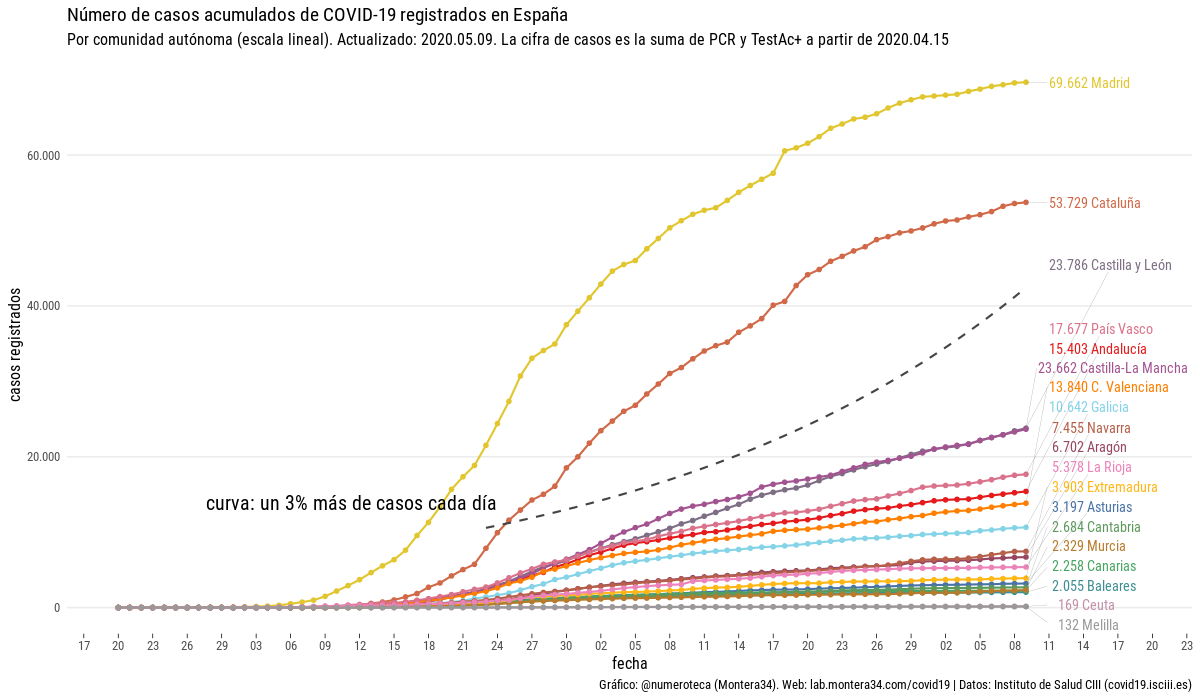 Número de casos acumulados de COVID-19 registrados en España
Por comunidad autónoma (escala lineal). Actualizado: 2020.05.09. La cifra de casos es la suma de PCR y TestAc+ a partir de 2020.04.15
69.662 Madrid
60.000
53.729 Cataluña
23.786 Castilla y León
casos registrados
40.000
17.677 País Vasco
15.403 Andalucía
23.662 Castilla-La Mancha
13.840 C. Valenciana
10.642 Galicia
7.455 Navarra
6.702 Aragón
20.000
5.378 La Rioja
3.903 Extremadura
curva: un 3% más de casos cada día
3.197 Asturias
2.684 Cantabria
2.329 Murcia
2.258 Canarias
2.055 Baleares
169 Ceuta
0
132 Melilla
17 20 23 26 29 03 06 09 12 15 18 21 24 27 30 02 05 08 11 14 17 20 23 26 29 02 05 08 11 14 17 20 23
fecha
Gráfico: @numeroteca (Montera34). Web: lab.montera34.com/covid19 | Datos: Instituto de Salud CIII (covid19.isciii.es)